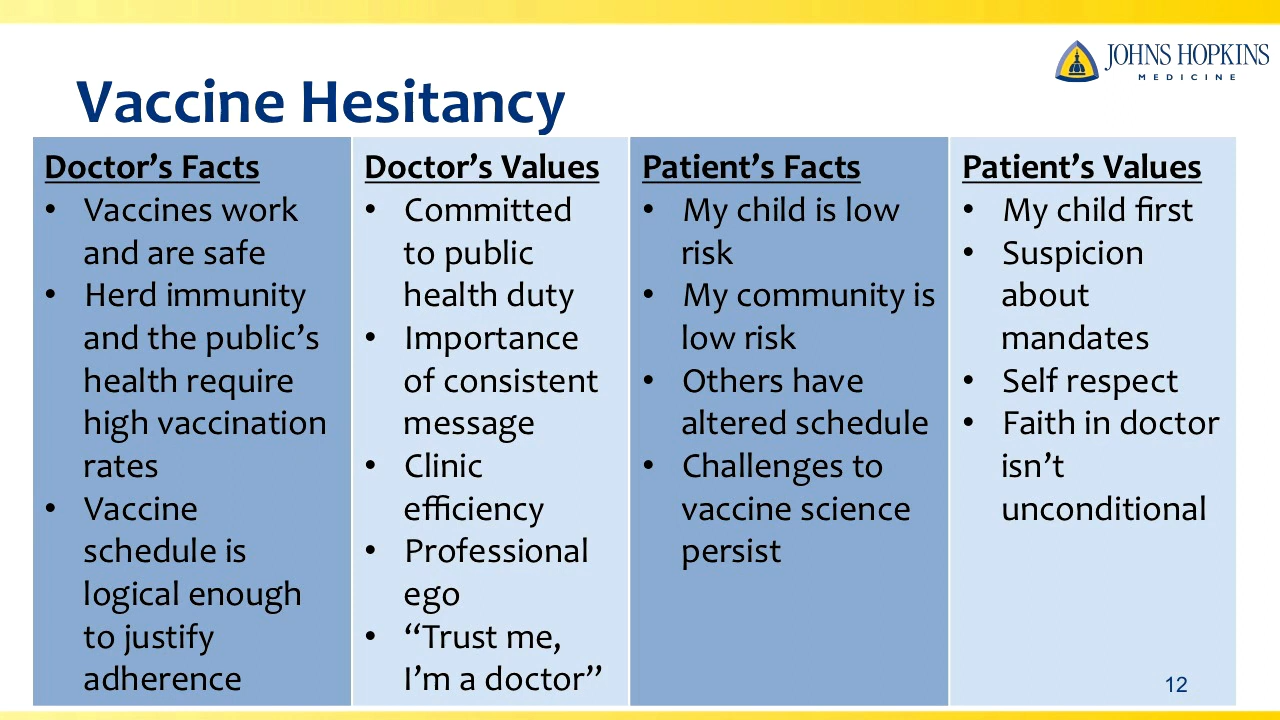 JOHNS HOPKINS
MEDICINE
Vaccine Hesitancy
Doctor’s Facts
• Vaccines work
and are safe
• Herd immunity
and the public’s
health require
high vaccination
rates
• Vaccine
schedule is
logical enough
to justify
adherence
Doctor’s Values
• Committed
to public
health duty
• Importance
of consistent
message
• Clinic
efficiency
• Professional
ego
• “Trust me,
I’m a doctor”
Patient’s Facts
• My child is low
risk
• My community is
low risk
• Others have
altered schedule
• Challenges to
vaccine science
persist
Patient’s Values
• My child first
• Suspicion
about
mandates
• Self respect
• Faith in doctor
isn’t
unconditional
12